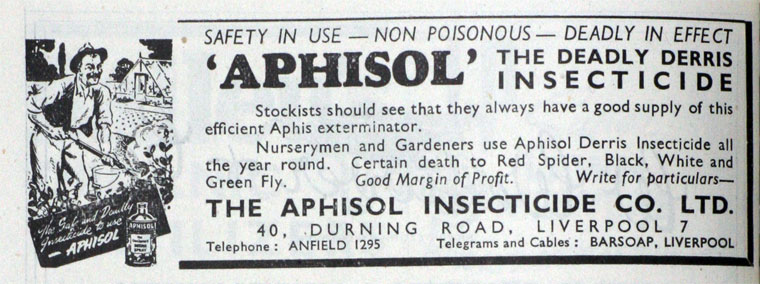 SAFETY IN USE — NON POISONOUS — DEADLY IN EFFECT
'APHISOL' THE DEADLY DERRIS
INSECTICIDE
Stockists should see that they always have a good supply of this
efficient Aphis exterminator.
Nurserymen and Gardeners use Aphisol Derris Insecticide all
the year round. Certain death to Red Spider, Black, White and
Green Fly. Good Margin of Profit. Write for particulars—
THE APHISOL INSECTICIDE CO. LTD.
40, DURNING ROAD, LIVERPOOL 7
Telephone : ANFIELD 1295 Telegrams and Cables : BARSOAP, LIVERPOOL
The Safe and Deadly
Insecticide to use
— APHISOL
APHISOL